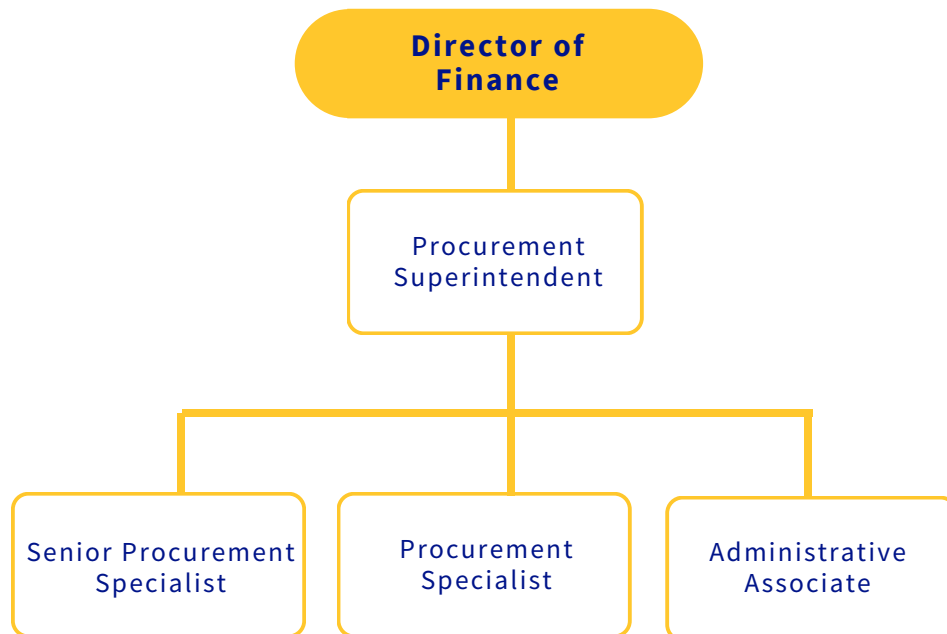 Director of
Finance
Procurement
Superintendent
Senior Procurement
Specialist
Procurement
Specialist
Administrative
Associate